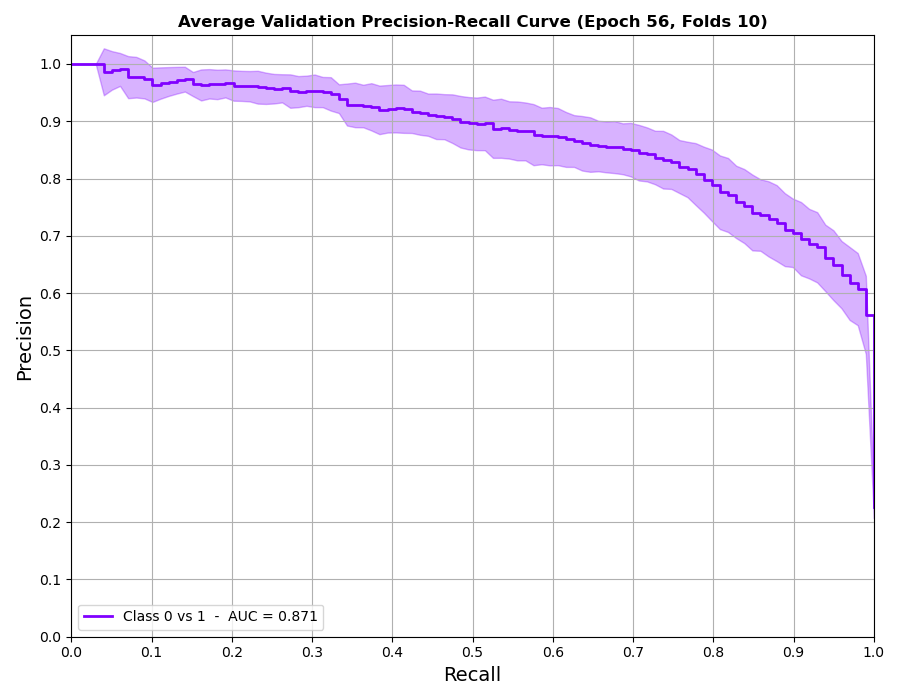 Average Validation Precision-Recall Curve (Epoch 56, Folds 10)
1.0
0.9
0.8
0.7
0.6
0.5
0.4
0.3
0.2
0.1
0.0
Precision
Class 0 vs 1 - AUC = 0.871
0.0 0.1 0.2 0.3 0.4 0.5 0.6 0.7 0.8 0.9 1.0
Recall